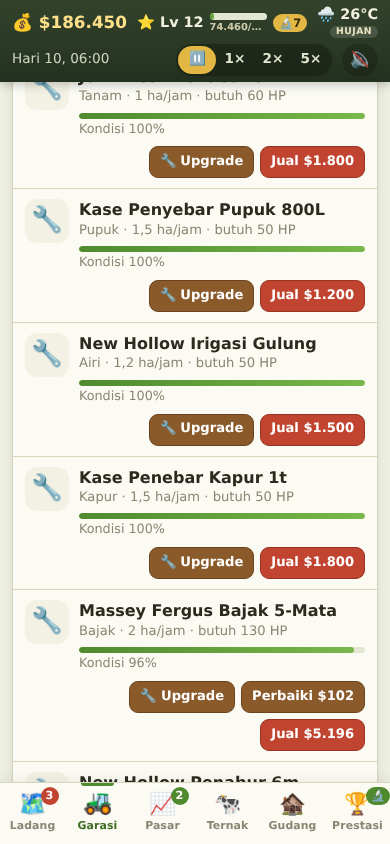 $186.450
Lv 12
74.460/...
7
26°C
HUJAN
Hari 10, 06:00
1×
2×
5×
Tanam · 1 ha/jam · butuh 60 HP
Kondisi 100%
Upgrade
Jual $1.800
Kase Penyebar Pupuk 800L
Pupuk · 1,5 ha/jam · butuh 50 HP
Kondisi 100%
Upgrade
Jual $1.200
New Hollow Irigasi Gulung
Airi · 1,2 ha/jam · butuh 50 HP
Kondisi 100%
Upgrade
Jual $1.500
Kase Penebar Kapur 1t
Kapur · 1,5 ha/jam · butuh 50 HP
Kondisi 100%
Upgrade
Jual $1.800
Massey Fergus Bajak 5-Mata
Bajak · 2 ha/jam · butuh 130 HP
Kondisi 96%
Upgrade
Perbaiki $102
Jual $5.196
New Hollow Penabur 6m
3
2
Ladang
Garasi
Pasar
Ternak
Gudang
Prestasi